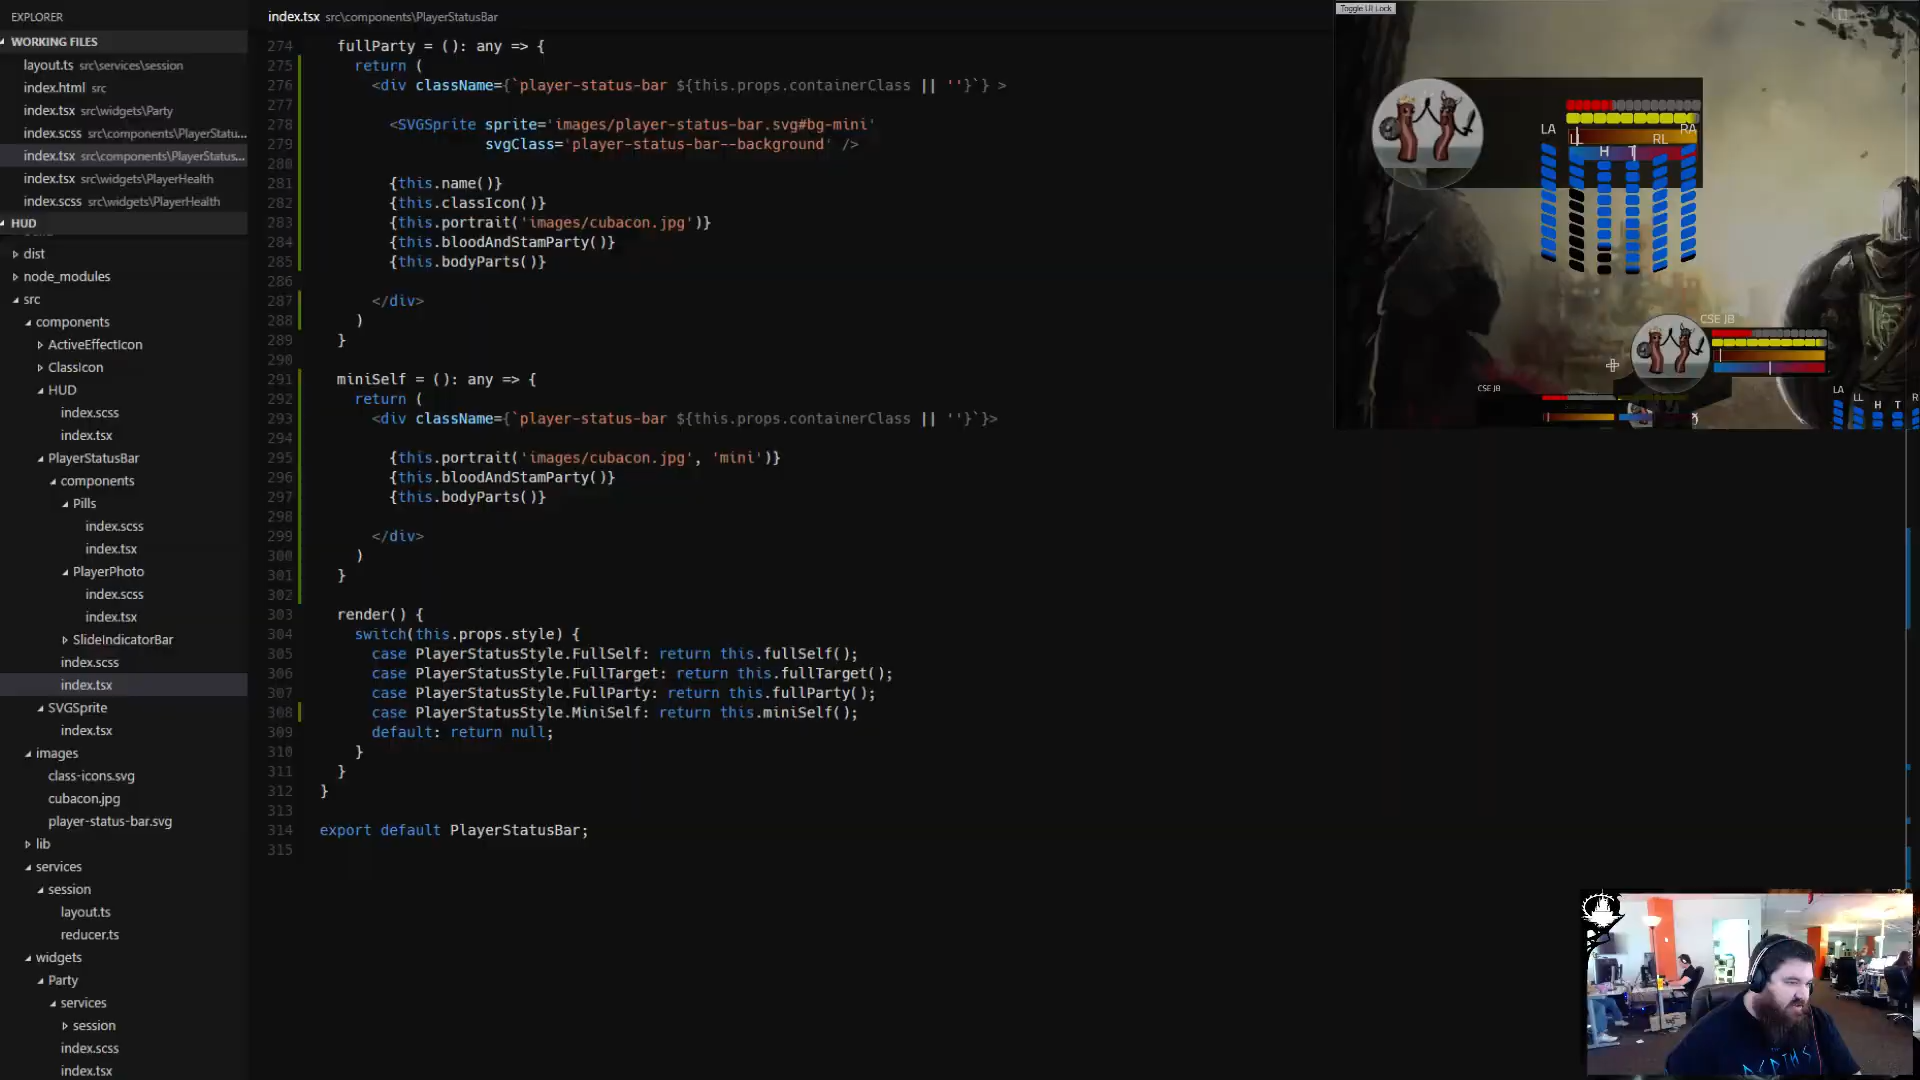 EXPLORER
WORKING FILES
layout.ts src\services\session
index.html src
index.tsx src\widgets\Party
index.scss src\components\PlayerStatu...
index.tsx src\components\PlayerStatus...
index.tsx src\widgets\PlayerHealth
index.scss src\widgets\PlayerHealth
HUD
dist
node_modules
src
components
ActiveEffectIcon
ClassIcon
HUD
index.scss
index.tsx
PlayerStatusBar
components
Pills
index.scss
index.tsx
PlayerPhoto
index.scss
index.tsx
SlideIndicatorBar
index.scss
index.tsx
SVGSprite
index.tsx
images
class-icons.svg
cubacon.jpg
player-status-bar.svg
lib
services
session
layout.ts
reducer.ts
widgets
Party
services
session
index.scss
index.tsx
index.tsx src\components\PlayerStatusBar
274 fullParty = (): any => {
275 return (
276 <div className={`player-status-bar ${this.props.containerClass || ''}`} >
277
278 <SVGSprite sprite='images/player-status-bar.svg#bg-mini'
279 svgClass='player-status-bar--background' />
280
281 {this.name()}
282 {this.classIcon()}
283 {this.portrait('images/cubacon.jpg')}
284 {this.bloodAndStamParty()}
285 {this.bodyParts()}
286
287 </div>
288 )
289 }
290
291 miniSelf = (): any => {
292 return (
293 <div className={`player-status-bar ${this.props.containerClass || ''}`}>
294
295 {this.portrait('images/cubacon.jpg', 'mini')}
296 {this.bloodAndStamParty()}
297 {this.bodyParts()}
298
299 </div>
300 )
301 }
302
303 render() {
304 switch(this.props.style) {
305 case PlayerStatusStyle.FullSelf: return this.fullSelf();
306 case PlayerStatusStyle.FullTarget: return this.fullTarget();
307 case PlayerStatusStyle.FullParty: return this.fullParty();
308 case PlayerStatusStyle.MiniSelf: return this.miniSelf();
309 default: return null;
310 }
311 }
312 }
313
314 export default PlayerStatusBar;
315
Toggle UI Lock
LA LL H T RL RA
CSE JB
CSE JB
LA LL H T R